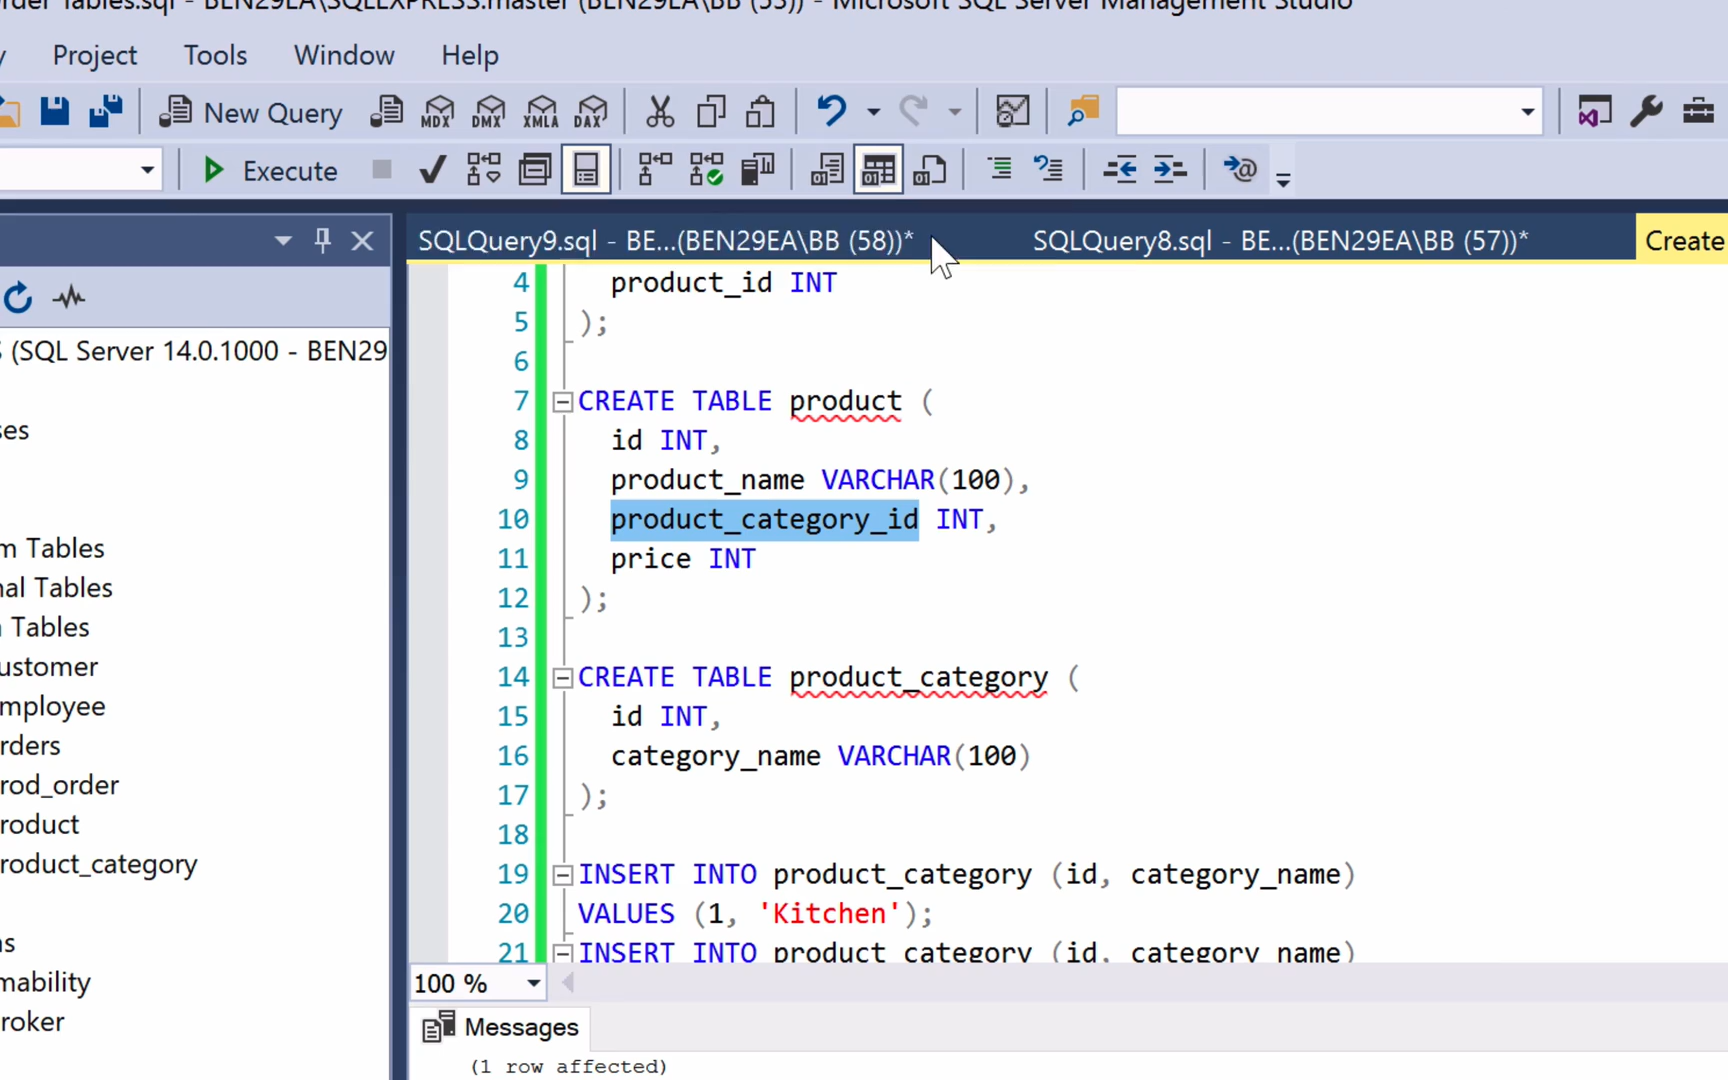 rder Tables.sql - BEN29EA\SQLEXPRESS.master (BEN29EA\BB (53)) - Microsoft SQL Server Management Studio
y Project Tools Window Help
New Query MDX DMX XMLA DAX
Execute
SQLQuery9.sql - BE...(BEN29EA\BB (58))* SQLQuery8.sql - BE...(BEN29EA\BB (57))* Create
S (SQL Server 14.0.1000 - BEN29
ses
m Tables
nal Tables
n Tables
ustomer
mployee
rders
rod_order
roduct
roduct_category
ns
mability
roker
4 product_id INT
5 );
6
7 CREATE TABLE product (
8 id INT,
9 product_name VARCHAR(100),
10 product_category_id INT,
11 price INT
12 );
13
14 CREATE TABLE product_category (
15 id INT,
16 category_name VARCHAR(100)
17 );
18
19 INSERT INTO product_category (id, category_name)
20 VALUES (1, 'Kitchen');
21 INSERT INTO product_category (id, category_name)
100 %
Messages
(1 row affected)